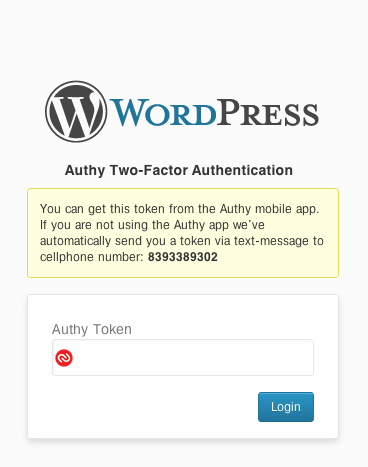 WORDPRESS
Authy Two-Factor Authentication
You can get this token from the Authy mobile app.
If you are not using the Authy app we've
automatically send you a token via text-message to
cellphone number: 8393389302
Authy Token
Login